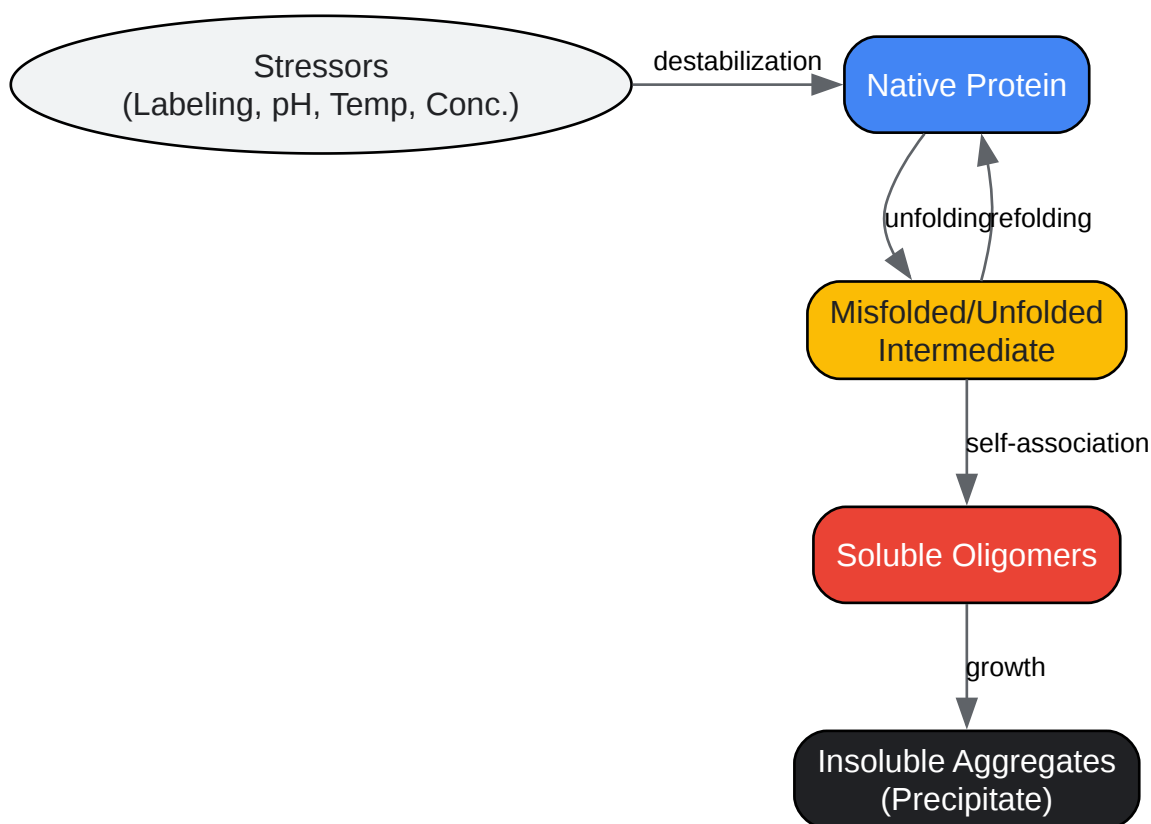 Stressors
(Labeling, pH, Temp, Conc.)
destabilization
Native Protein
unfolding
refolding
Misfolded/Unfolded
Intermediate
self-association
Soluble Oligomers
growth
Insoluble Aggregates
(Precipitate)